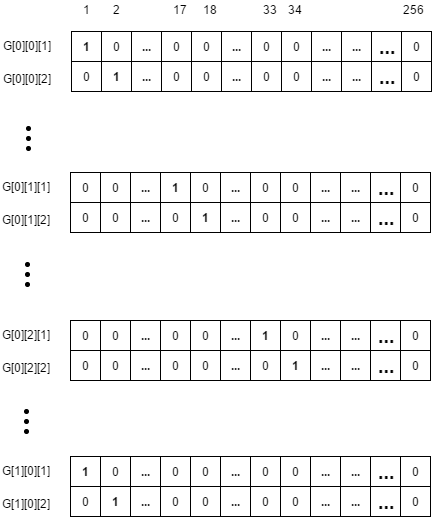 1 2 17 18 33 34 256
G[0][0][1] 1 0 ... 0 0 ... 0 0 ... ... ... 0
G[0][0][2] 0 1 ... 0 0 ... 0 0 ... ... ... 0
G[0][1][1] 0 0 ... 1 0 ... 0 0 ... ... ... 0
G[0][1][2] 0 0 ... 0 1 ... 0 0 ... ... ... 0
G[0][2][1] 0 0 ... 0 0 ... 1 0 ... ... ... 0
G[0][2][2] 0 0 ... 0 0 ... 0 1 ... ... ... 0
G[1][0][1] 1 0 ... 0 0 ... 0 0 ... ... ... 0
G[1][0][2] 0 1 ... 0 0 ... 0 0 ... ... ... 0